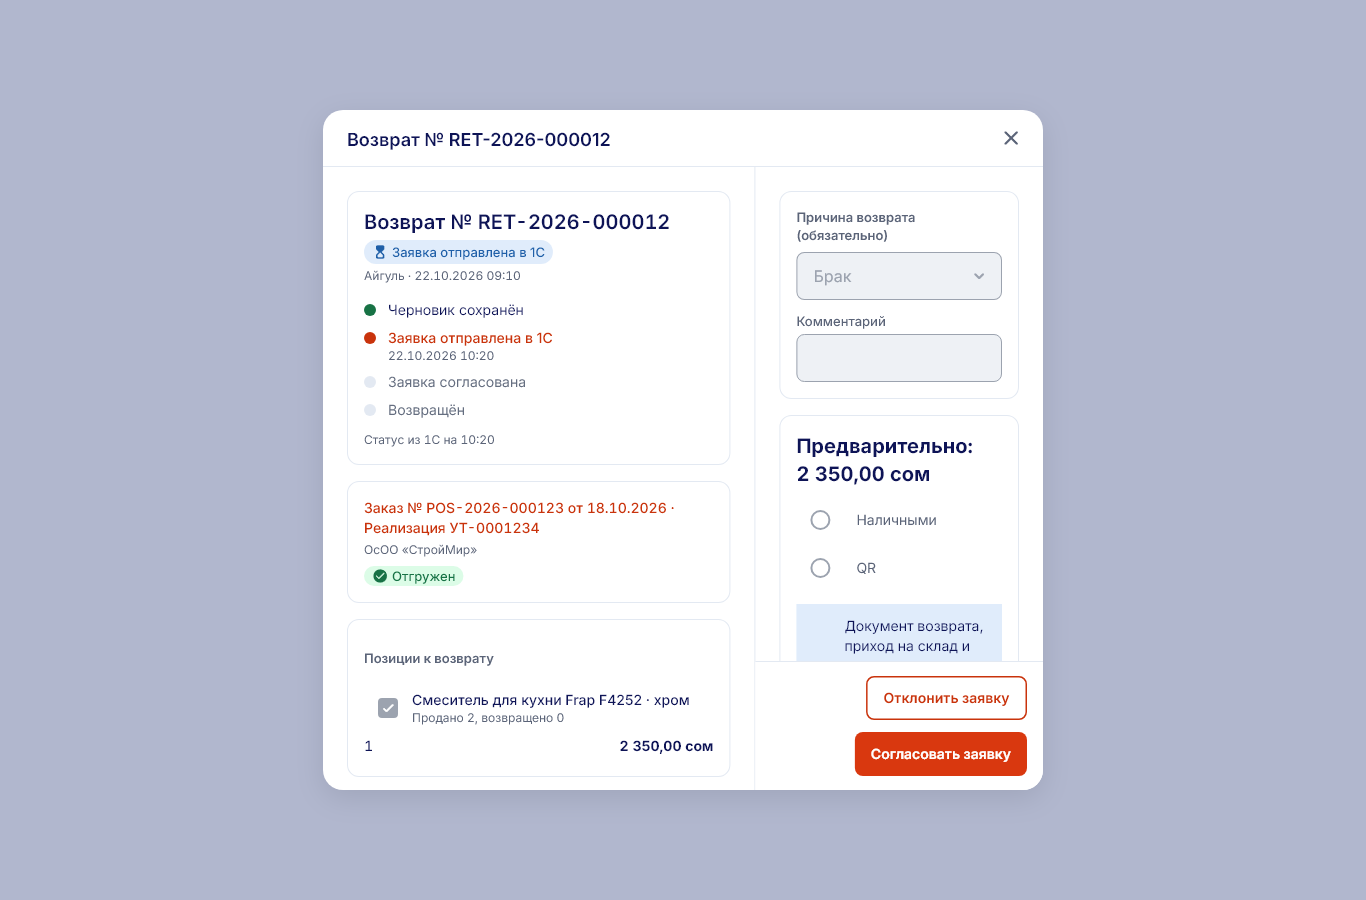 Возврат № RET-2026-000012
Возврат № RET-2026-000012
Заявка отправлена в 1С
Айгуль · 22.10.2026 09:10
Черновик сохранён
Заявка отправлена в 1С
22.10.2026 10:20
Заявка согласована
Возвращён
Статус из 1С на 10:20
Заказ № POS-2026-000123 от 18.10.2026 ·
Реализация УТ-0001234
ОсОО «СтройМир»
Отгружен
Позиции к возврату
Смеситель для кухни Frap F4252 · хром
Продано 2, возвращено 0
1
2 350,00 сом
Причина возврата
(обязательно)
Брак
Комментарий
Предварительно:
2 350,00 сом
Наличными
QR
Документ возврата,
приход на склад и
Отклонить заявку
Согласовать заявку